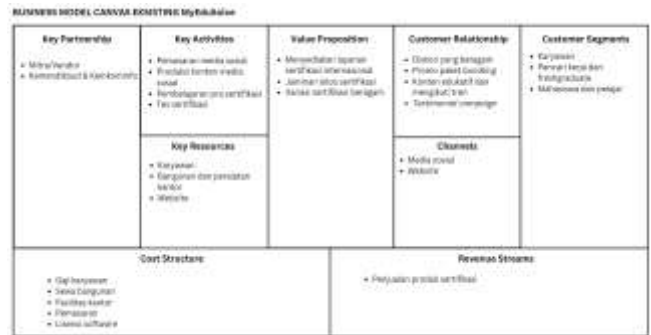 BUSINESS MODEL CANVAS EXISTING MyEduSolve
Key Partnership
• Mitra/Vendor
• Kemendikbud & Kemkominfo
Key Activities
• Pemasaran media sosial
• Produksi konten media
sosial
• Pembelajaran pra sertifikasi
• Tes sertifikasi
Key Resources
• Karyawan
• Bangunan dan peralatan
kantor
• Website
Value Proposition
• Menyediakan layanan
sertifikasi internasional
• Jaminan lulus sertifikasi
• Variasi sertifikasi beragam
Customer Relationship
• Diskon yang beragam
• Promo paket bundling
• Konten edukatif dan
mengikuti tren
• Testimonial campaign
Channels
• Media sosial
• Website
Customer Segments
• Karyawan
• Pencari kerja dan
freshgraduate
• Mahasiswa dan pelajar
Cost Structure
• Gaji karyawan
• Sewa bangunan
• Fasilitas kantor
• Pemasaran
• Lisensi software
Revenue Streams
• Penjualan produk sertifikasi